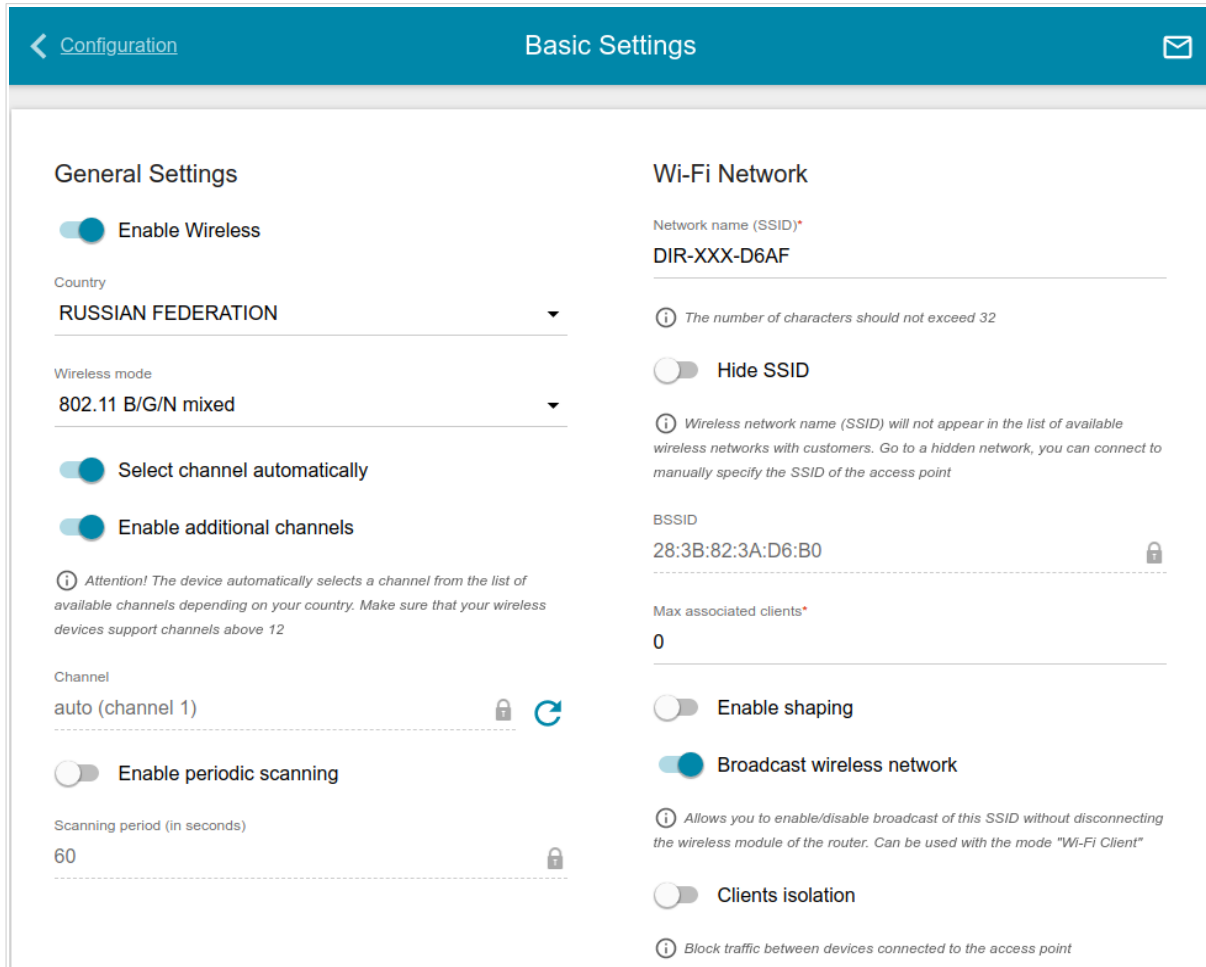 Configuration
Basic Settings
General Settings
Enable Wireless
Country
RUSSIAN FEDERATION
Wireless mode
802.11 B/G/N mixed
Select channel automatically
Enable additional channels
Attention! The device automatically selects a channel from the list of
available channels depending on your country. Make sure that your wireless
devices support channels above 12
Channel
auto (channel 1)
Enable periodic scanning
Scanning period (in seconds)
60
Wi-Fi Network
Network name (SSID)*
DIR-XXX-D6AF
The number of characters should not exceed 32
Hide SSID
Wireless network name (SSID) will not appear in the list of available
wireless networks with customers. Go to a hidden network, you can connect to
manually specify the SSID of the access point
BSSID
28:3B:82:3A:D6:B0
Max associated clients*
0
Enable shaping
Broadcast wireless network
Allows you to enable/disable broadcast of this SSID without disconnecting
the wireless module of the router. Can be used with the mode "Wi-Fi Client"
Clients isolation
Block traffic between devices connected to the access point